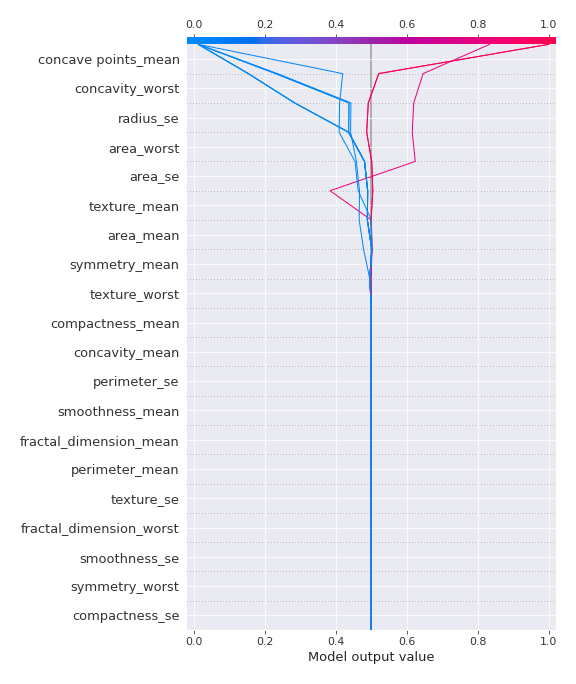 0.0 0.2 0.4 0.6 0.8 1.0
concave points_mean
concavity_worst
radius_se
area_worst
area_se
texture_mean
area_mean
symmetry_mean
texture_worst
compactness_mean
concavity_mean
perimeter_se
smoothness_mean
fractal_dimension_mean
perimeter_mean
texture_se
fractal_dimension_worst
smoothness_se
symmetry_worst
compactness_se
0.0 0.2 0.4 0.6 0.8 1.0
Model output value